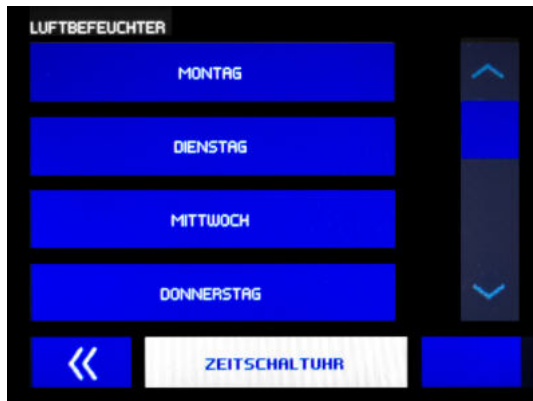 LUFTBEFEUCHTER
MONTAG
DIENSTAG
MITTWOCH
DONNERSTAG
ZEITSCHALTUHR